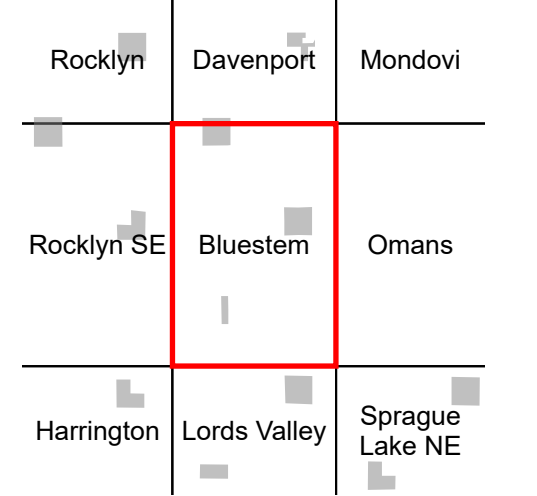 Rocklyn
Davenport
Mondovi
Rocklyn SE
Bluestem
Omans
Harrington
Lords Valley
Sprague
Lake NE